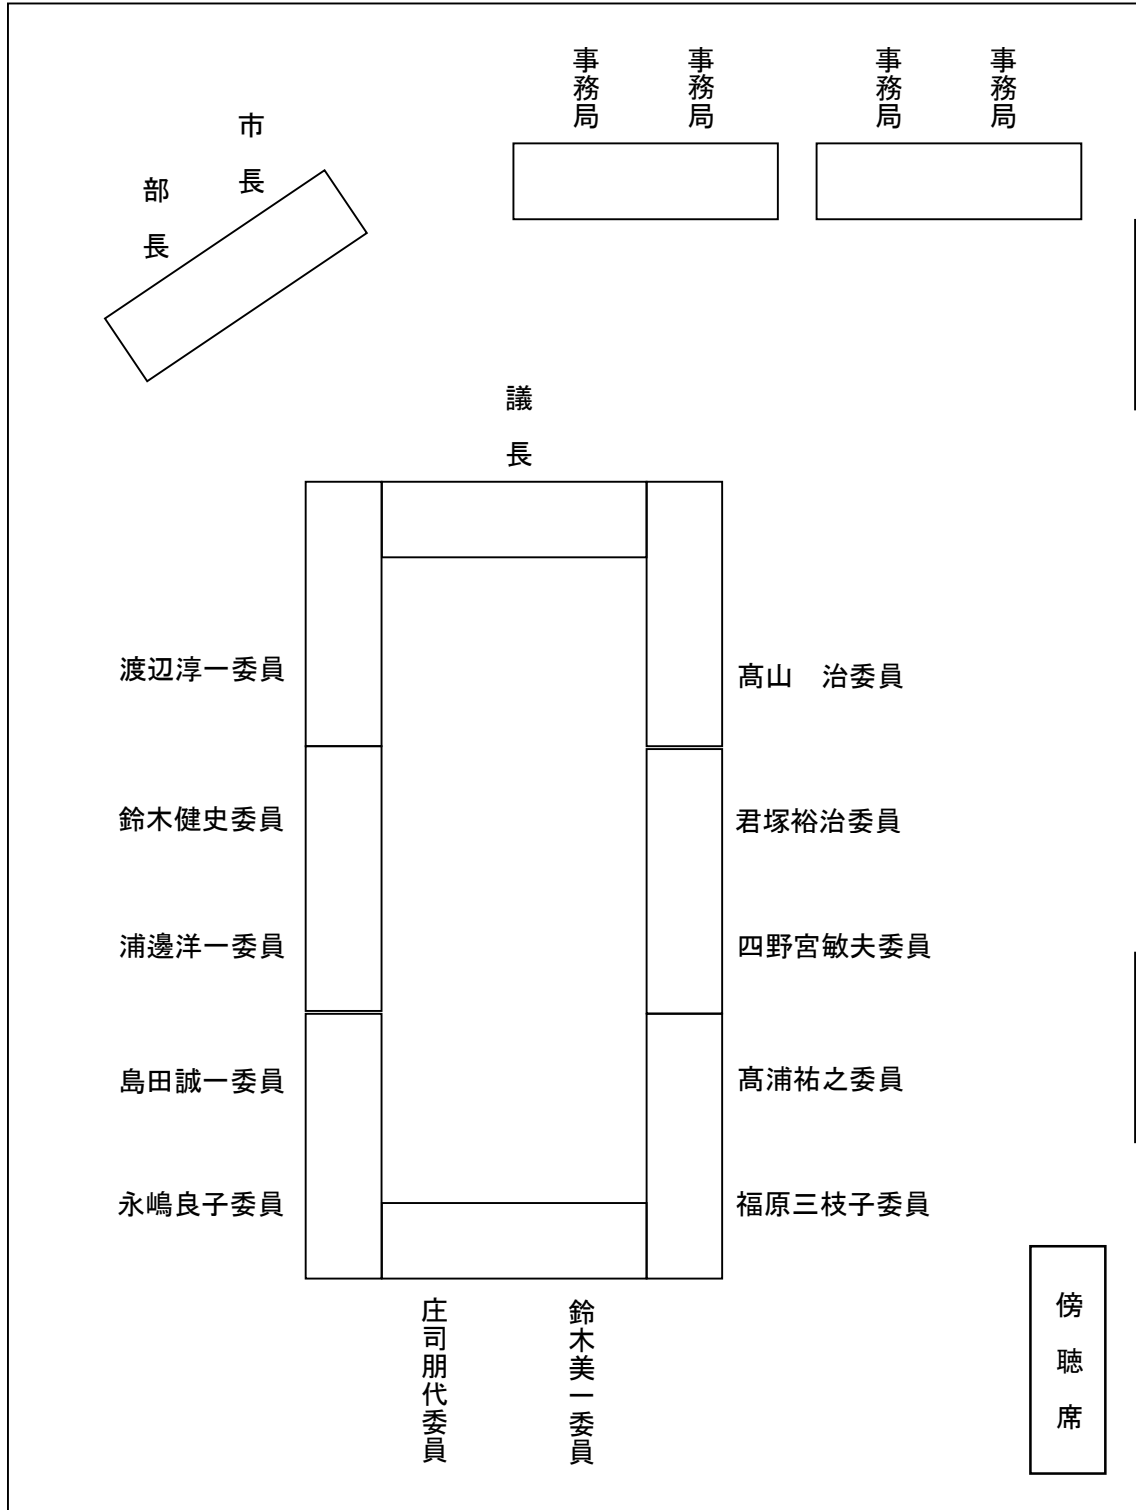 事務局
事務局
事務局
事務局
市長
部長
議長
渡辺淳一委員
髙山　治委員
鈴木健史委員
君塚裕治委員
浦邊洋一委員
四野宮敏夫委員
島田誠一委員
髙浦祐之委員
永嶋良子委員
福原三枝子委員
庄司朋代委員
鈴木美一委員
傍聴席